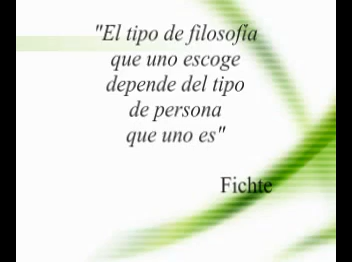 "El tipo de filosofía
que uno escoge
depende del tipo
de persona
que uno es"
Fichte